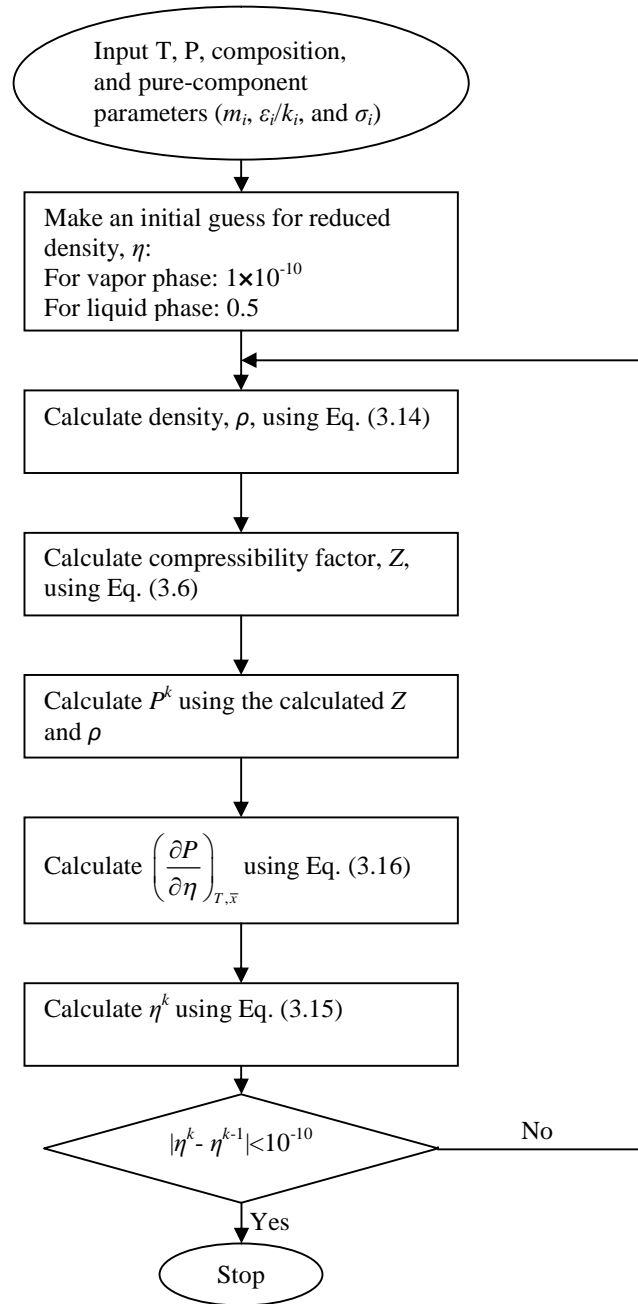 Input T, P, composition,
and pure-component
parameters (mᵢ, εᵢ/kᵢ, and σᵢ)
Make an initial guess for reduced
density, η:
For vapor phase: 1×10⁻¹⁰
For liquid phase: 0.5
Calculate density, ρ, using Eq. (3.14)
Calculate compressibility factor, Z,
using Eq. (3.6)
Calculate Pᵏ using the calculated Z
and ρ
Calculate (∂P/∂η)_{T,x̄} using Eq. (3.16)
Calculate ηᵏ using Eq. (3.15)
|ηᵏ- ηᵏ⁻¹|<10⁻¹⁰
No
Yes
Stop